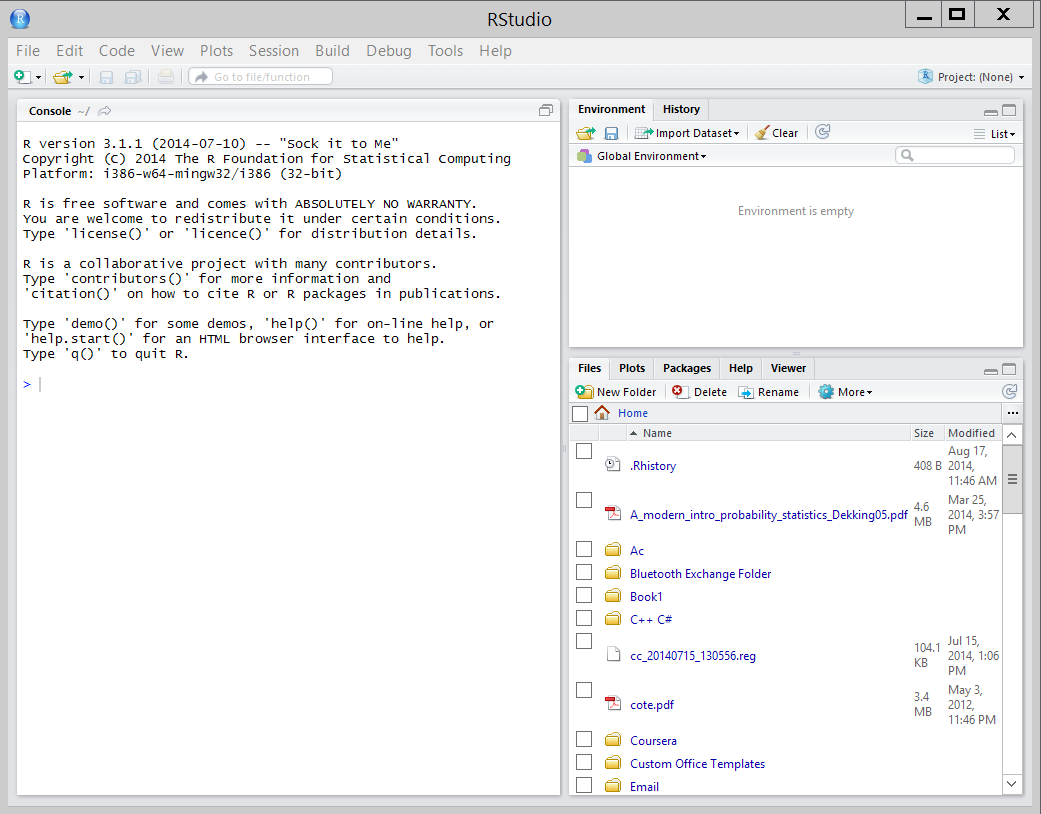 RStudio
File Edit Code View Plots Session Build Debug Tools Help
Go to file/function
Project: (None)
Console ~/
R version 3.1.1 (2014-07-10) -- "Sock it to Me"
Copyright (C) 2014 The R Foundation for Statistical Computing
Platform: i386-w64-mingw32/i386 (32-bit)
R is free software and comes with ABSOLUTELY NO WARRANTY.
You are welcome to redistribute it under certain conditions.
Type 'license()' or 'licence()' for distribution details.
R is a collaborative project with many contributors.
Type 'contributors()' for more information and
'citation()' on how to cite R or R packages in publications.
Type 'demo()' for some demos, 'help()' for on-line help, or
'help.start()' for an HTML browser interface to help.
Type 'q()' to quit R.
>
Environment History
Import Dataset Clear List
Global Environment
Environment is empty
Files Plots Packages Help Viewer
New Folder Delete Rename More
Home ...
Name Size Modified
.Rhistory 408 B Aug 17, 2014, 11:46 AM
A_modern_intro_probability_statistics_Dekking05.pdf 4.6 MB Mar 25, 2014, 3:57 PM
Ac
Bluetooth Exchange Folder
Book1
C++ C#
cc_20140715_130556.reg 104.1 KB Jul 15, 2014, 1:06 PM
cote.pdf 3.4 MB May 3, 2012, 11:46 PM
Coursera
Custom Office Templates
Email